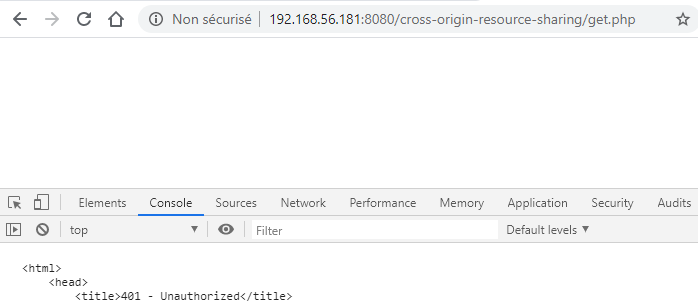 Non sécurisé 192.168.56.181:8080/cross-origin-resource-sharing/get.php
Elements Console Sources Network Performance Memory Application Security Audits
top Filter Default levels
<html>
<head>
<title>401 - Unauthorized</title>